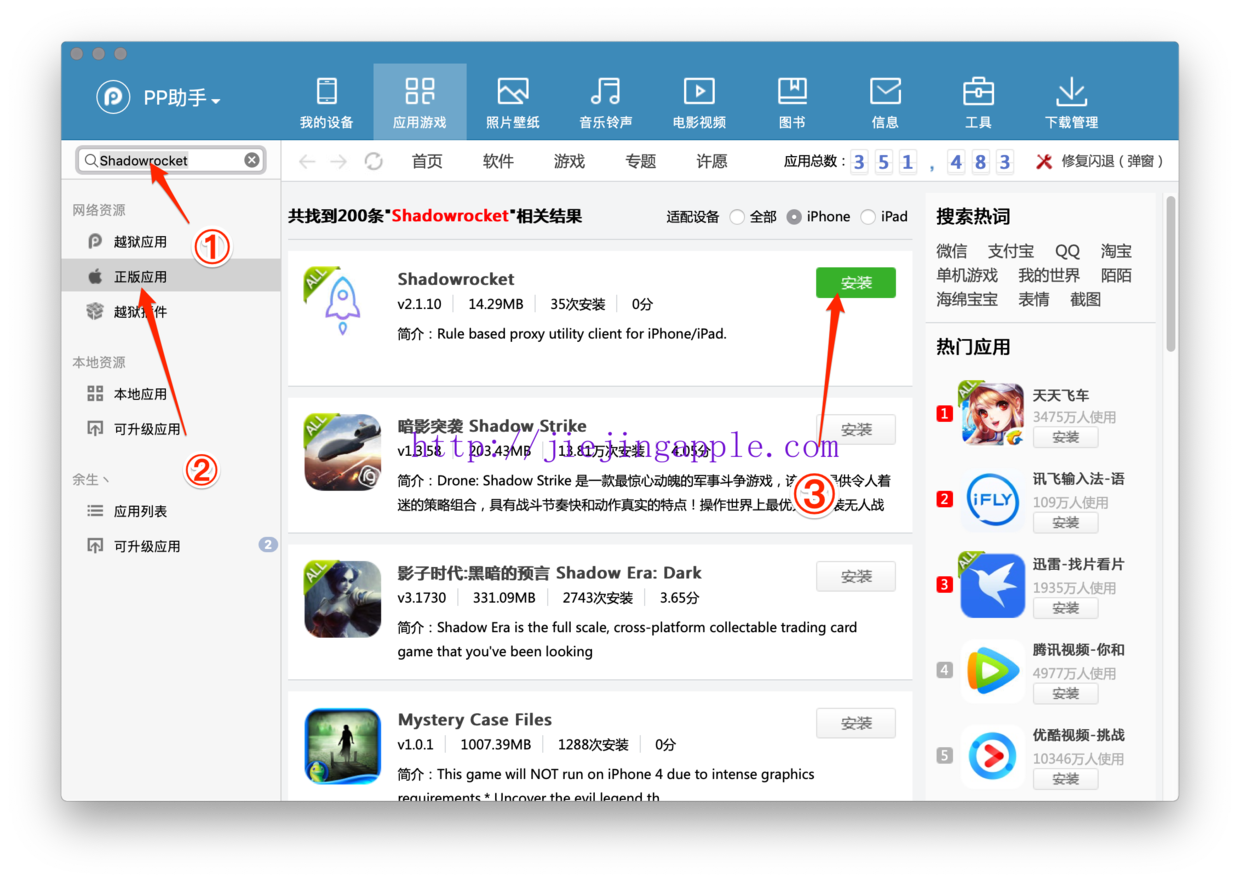 PP助手
我的设备
应用游戏
照片壁纸
音乐铃声
电影视频
图书
信息
工具
下载管理
Shadowrocket
首页 软件 游戏 专题 许愿
应用总数：351,483
修复闪退（弹窗）
网络资源
越狱应用
①
正版应用
越狱插件
本地资源
本地应用
可升级应用
②
余生丶
应用列表
可升级应用 2
共找到200条"Shadowrocket"相关结果
适配设备 全部 iPhone iPad
ALL
Shadowrocket
v2.1.10 14.29MB 35次安装 0分
简介：Rule based proxy utility client for iPhone/iPad.
安装
ALL
暗影突袭 Shadow Strike
v1.3.58 203.43MB 13.81万次安装 4.05分
http://jiejingapple.com
简介：Drone: Shadow Strike 是一款最惊心动魄的军事斗争游戏，该提供令人着
迷的策略组合，具有战斗节奏快和动作真实的特点！操作世界上最优装无人战
安装
③
ALL
影子时代:黑暗的预言 Shadow Era: Dark
v3.1730 331.09MB 2743次安装 3.65分
简介：Shadow Era is the full scale, cross-platform collectable trading card
game that you've been looking
安装
Mystery Case Files
v1.0.1 1007.39MB 1288次安装 0分
简介：This game will NOT run on iPhone 4 due to intense graphics
requirements.* Uncover the evil legend th
安装
搜索热词
微信 支付宝 QQ 淘宝
单机游戏 我的世界 陌陌
海绵宝宝 表情 截图
热门应用
1
ALL
天天飞车
3475万人使用
安装
2
iFLY
讯飞输入法-语
109万人使用
安装
3
ALL
迅雷-找片看片
1935万人使用
安装
4
腾讯视频-你和
4977万人使用
安装
5
优酷视频-挑战
10346万人使用
安装